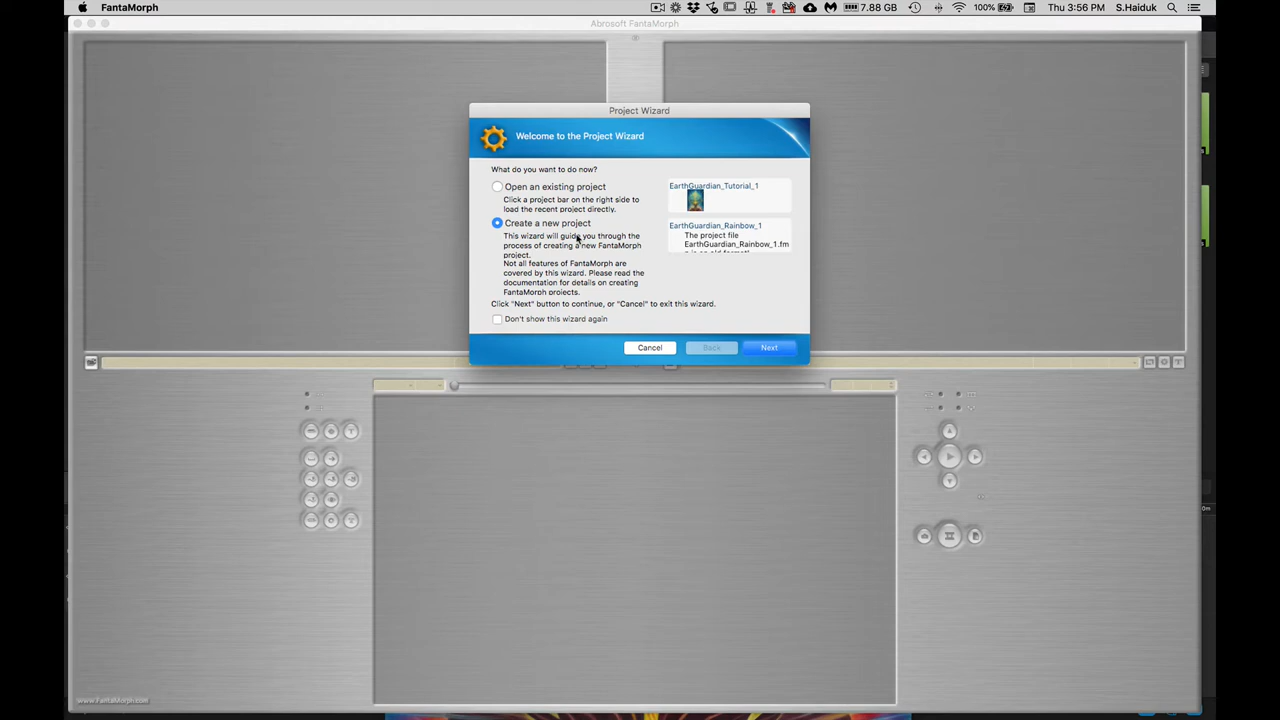 FantaMorph
7.88 GB
100%
Thu 3:56 PM
S.Haiduk
Abrosoft FantaMorph
Project Wizard
Welcome to the Project Wizard
What do you want to do now?
Open an existing project
Click a project bar on the right side to
load the recent project directly.
Create a new project
This wizard will guide you through the
process of creating a new FantaMorph
project.
Not all features of FantaMorph are
covered by this wizard. Please read the
documentation for details on creating
FantaMorph projects.
Click "Next" button to continue, or "Cancel" to exit this wizard.
Don't show this wizard again
EarthGuardian_Tutorial_1
EarthGuardian_Rainbow_1
The project file
EarthGuardian_Rainbow_1.fm
Cancel
Back
Next
www.FantaMorph.com